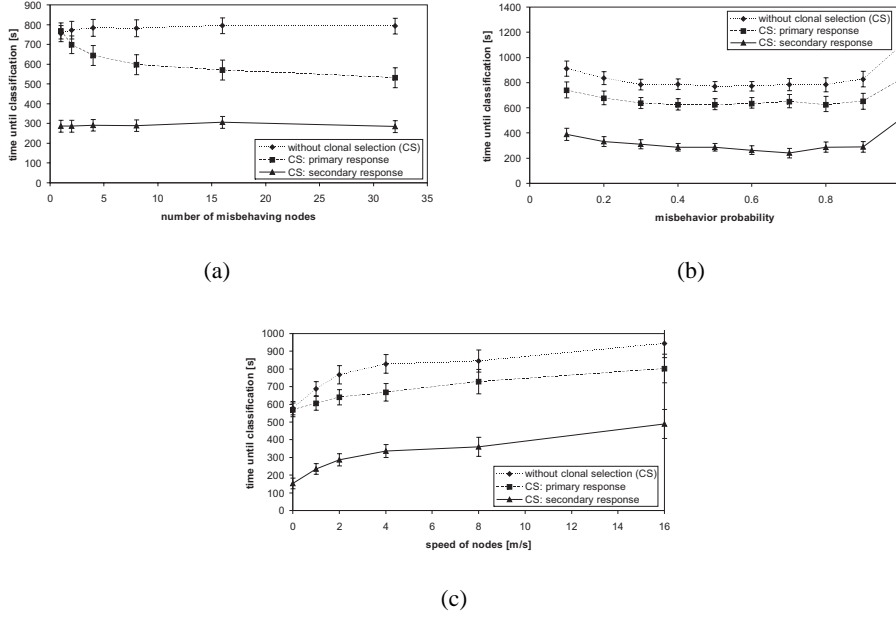 900
800
700
600
500
400
300
200
100
0
time until classification [s]
without clonal selection (CS)
CS: primary response
CS: secondary response
0 5 10 15 20 25 30 35
number of misbehaving nodes
(a)
1400
1200
1000
800
600
400
200
0
time until classification [s]
without clonal selection (CS)
CS: primary response
CS: secondary response
0 0.2 0.4 0.6 0.8
misbehavior probability
(b)
1000
900
800
700
600
500
400
300
200
100
0
time until classification [s]
without clonal selection (CS)
CS: primary response
CS: secondary response
0 2 4 6 8 10 12 14 16
speed of nodes [m/s]
(c)